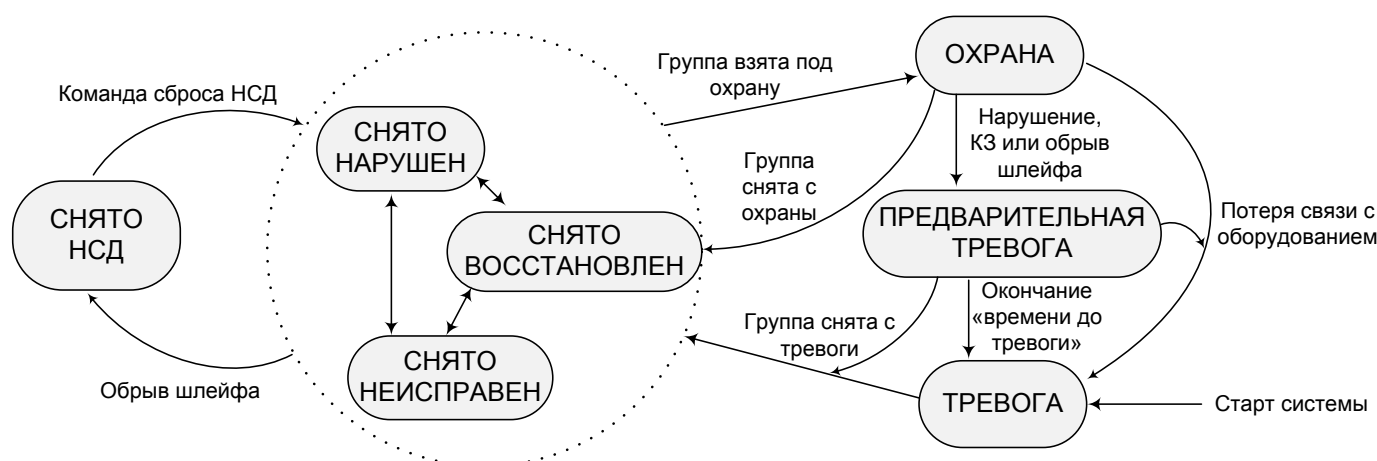 Команда сброса НСД
СНЯТО
НСД
Обрыв шлейфа
СНЯТО
НАРУШЕН
СНЯТО
ВОССТАНОВЛЕН
СНЯТО
НЕИСПРАВЕН
Группа взята под
охрану
Группа
снята с
охраны
Группа снята с
тревоги
ОХРАНА
Нарушение,
КЗ или обрыв
шлейфа
ПРЕДВАРИТЕЛЬНАЯ
ТРЕВОГА
Окончание
«времени до
тревоги»
ТРЕВОГА
Потеря связи с
оборудованием
Старт системы